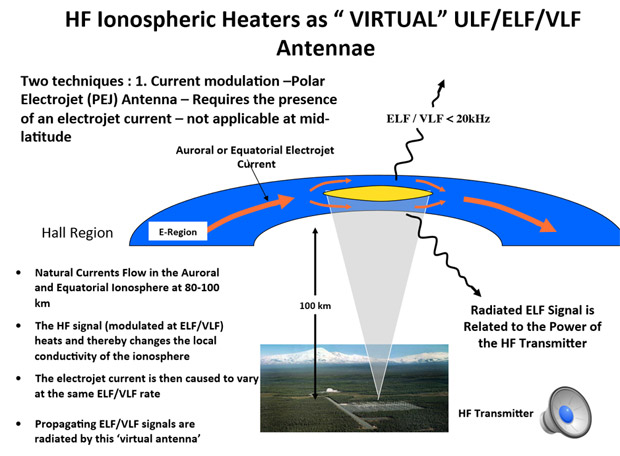 HF Ionospheric Heaters as “ VIRTUAL” ULF/ELF/VLF
Antennae
Two techniques : 1. Current modulation –Polar
Electrojet (PEJ) Antenna – Requires the presence
of an electrojet current – not applicable at mid-
latitude
ELF / VLF < 20kHz
Auroral or Equatorial Electrojet
Current
Hall Region
E-Region
• Natural Currents Flow in the Auroral
and Equatorial Ionosphere at 80-100
km
• The HF signal (modulated at ELF/VLF)
heats and thereby changes the local
conductivity of the ionosphere
• The electrojet current is then caused to vary
at the same ELF/VLF rate
• Propagating ELF/VLF signals are
radiated by this ‘virtual antenna’
100 km
Radiated ELF Signal is
Related to the Power of
the HF Transmitter
HF Transmitter